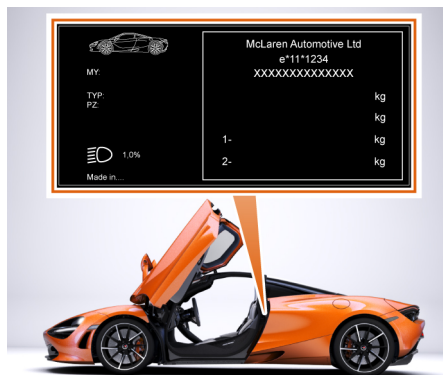 McLaren Automotive Ltd
e*11*1234
XXXXXXXXXXXXXX
MY:
TYP:
PZ:
kg
kg
1- kg
2- kg
1,0%
Made in....